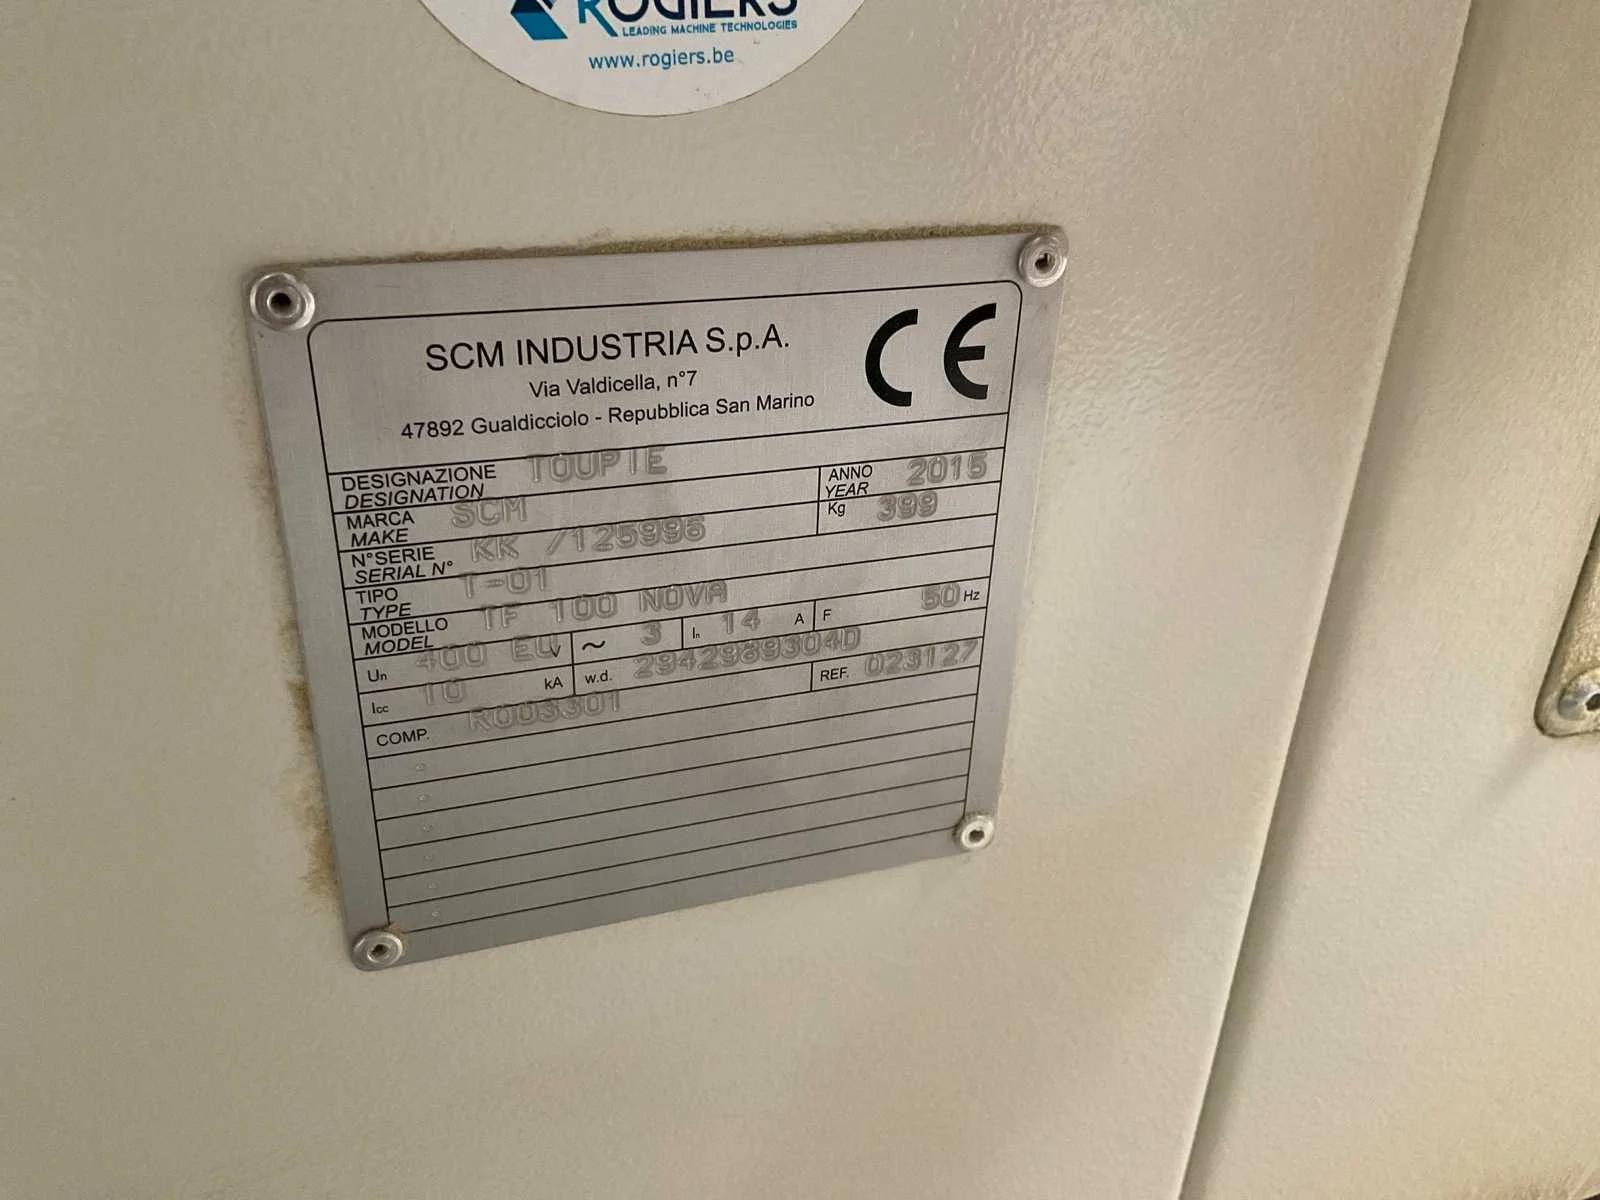 ROGIERS
LEADING MACHINE TECHNOLOGIES
www.rogiers.be
SCM INDUSTRIA S.p.A.
Via Valdicella, n°7
47892 Gualdicciolo - Repubblica San Marino
CE
DESIGNAZIONE TOUPIE
DESIGNATION
ANNO 2015
YEAR
MARCA SCM
MAKE
Kg 399
N°SERIE KK /125996
SERIAL N°
TIPO T-01
TYPE
MODELLO TF 100 NOVA
MODEL
Un 400 EU V ~ 3 In 14 A F 50 Hz
Icc 10 kA w.d. 2942989304D REF. 023127
COMP. R003301